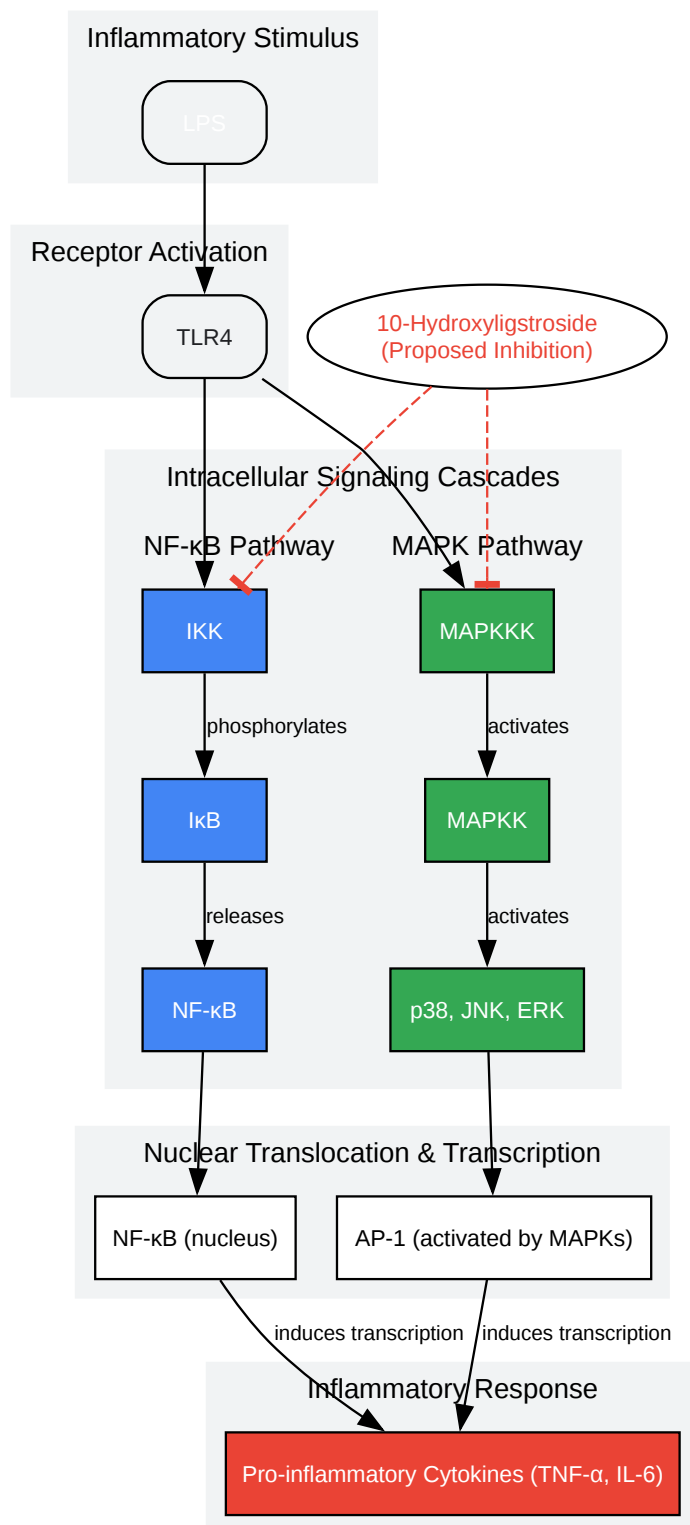 Inflammatory Stimulus
LPS
Receptor Activation
TLR4
10-Hydroxyligstroside
(Proposed Inhibition)
Intracellular Signaling Cascades
NF-κB Pathway
MAPK Pathway
IKK
MAPKKK
phosphorylates
activates
IκB
MAPKK
releases
activates
NF-κB
p38, JNK, ERK
Nuclear Translocation & Transcription
NF-κB (nucleus)
AP-1 (activated by MAPKs)
induces transcription
induces transcription
Inflammatory Response
Pro-inflammatory Cytokines (TNF-α, IL-6)